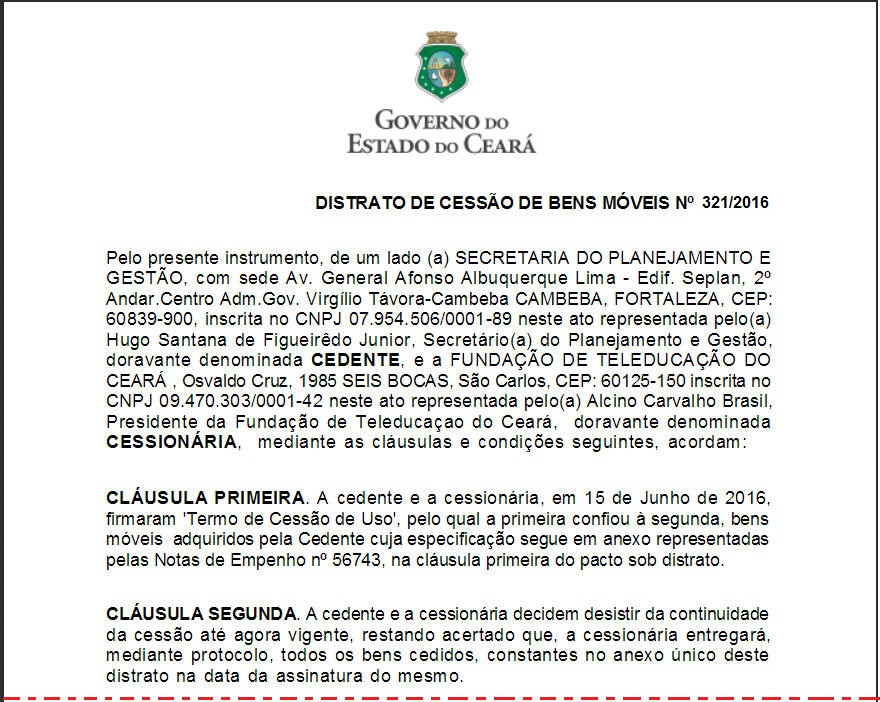 GOVERNO DO
ESTADO DO CEARÁ
DISTRATO DE CESSÃO DE BENS MÓVEIS Nº 321/2016
Pelo presente instrumento, de um lado (a) SECRETARIA DO PLANEJAMENTO E
GESTÃO, com sede Av. General Afonso Albuquerque Lima - Edif. Seplan, 2º
Andar.Centro Adm.Gov. Virgílio Távora-Cambeba CAMBEBA, FORTALEZA, CEP:
60839-900, inscrita no CNPJ 07.954.506/0001-89 neste ato representada pelo(a)
Hugo Santana de Figueirêdo Junior, Secretário(a) do Planejamento e Gestão,
doravante denominada CEDENTE, e a FUNDAÇÃO DE TELEDUCAÇÃO DO
CEARÁ , Osvaldo Cruz, 1985 SEIS BOCAS, São Carlos, CEP: 60125-150 inscrita no
CNPJ 09.470.303/0001-42 neste ato representada pelo(a) Alcino Carvalho Brasil,
Presidente da Fundação de Teleducaçao do Ceará, doravante denominada
CESSIONÁRIA, mediante as cláusulas e condições seguintes, acordam:
CLÁUSULA PRIMEIRA. A cedente e a cessionária, em 15 de Junho de 2016,
firmaram 'Termo de Cessão de Uso', pelo qual a primeira confiou à segunda, bens
móveis adquiridos pela Cedente cuja especificação segue em anexo representadas
pelas Notas de Empenho nº 56743, na cláusula primeira do pacto sob distrato.
CLÁUSULA SEGUNDA. A cedente e a cessionária decidem desistir da continuidade
da cessão até agora vigente, restando acertado que, a cessionária entregará,
mediante protocolo, todos os bens cedidos, constantes no anexo único deste
distrato na data da assinatura do mesmo.